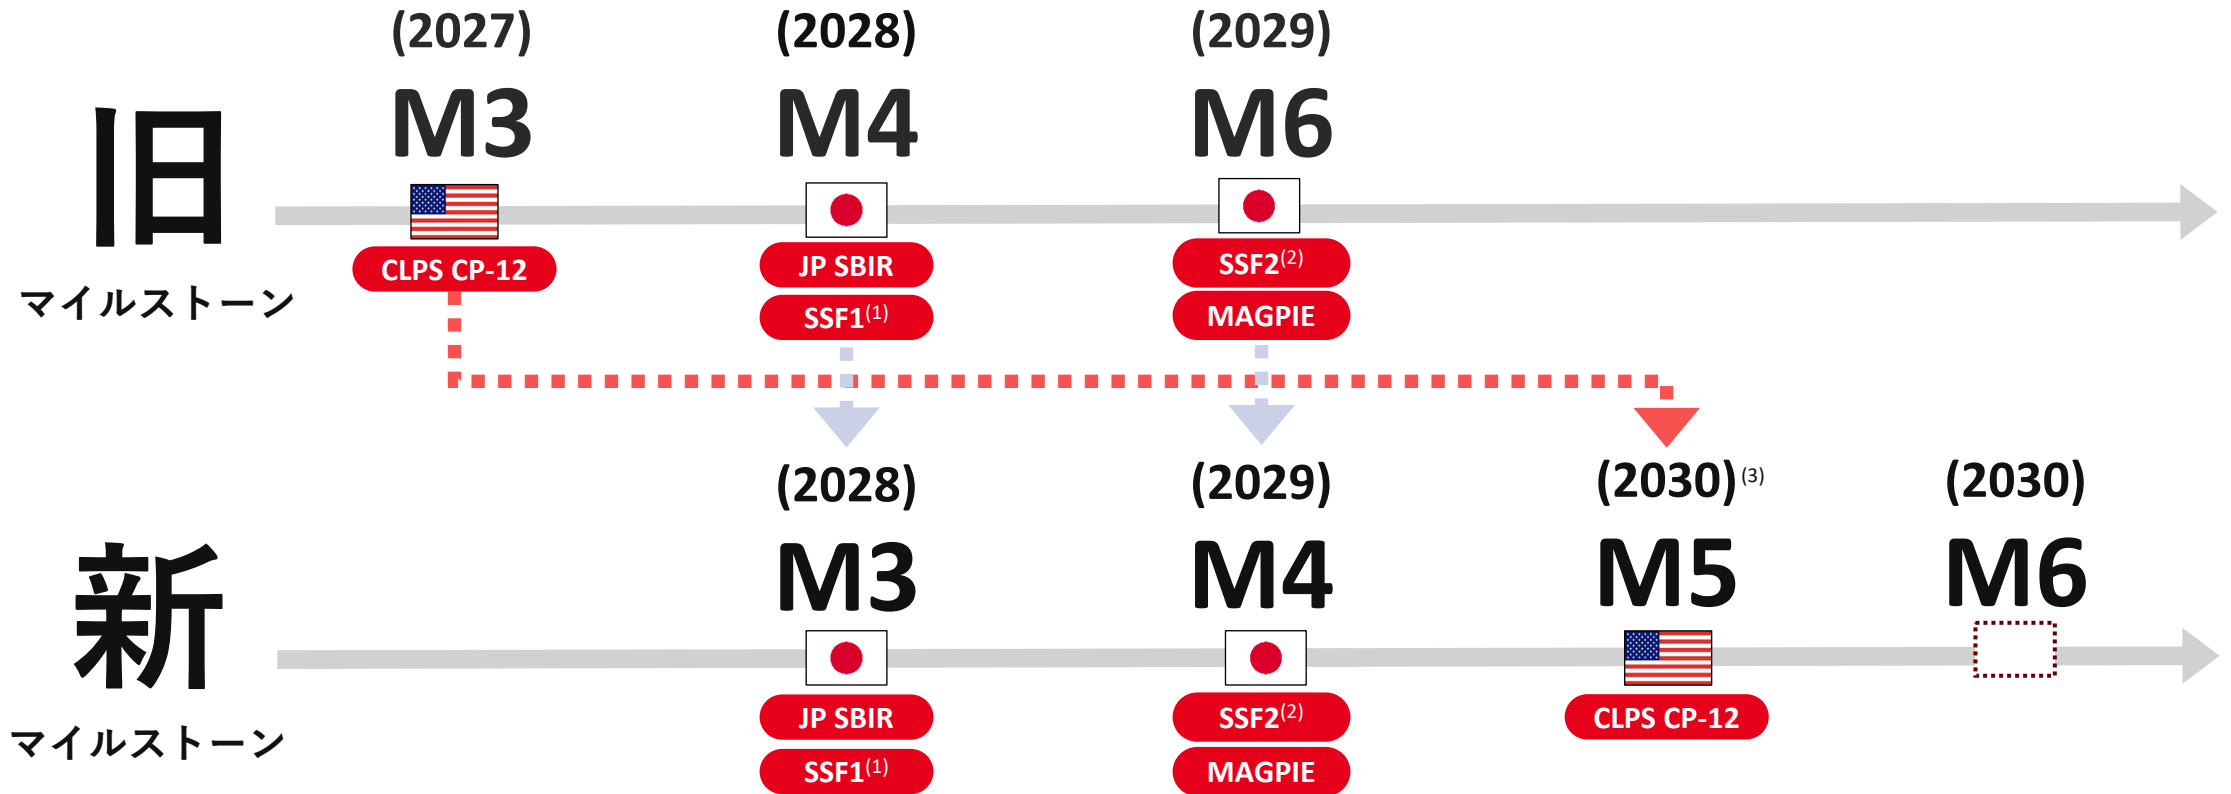 (2027)
(2028)
(2029)
旧
M3
M4
M6
マイルストーン
CLPS CP-12
JP SBIR
SSF1(1)
SSF2(2)
MAGPIE
(2028)
(2029)
(2030)(3)
(2030)
新
M3
M4
M5
M6
マイルストーン
JP SBIR
SSF1(1)
SSF2(2)
MAGPIE
CLPS CP-12